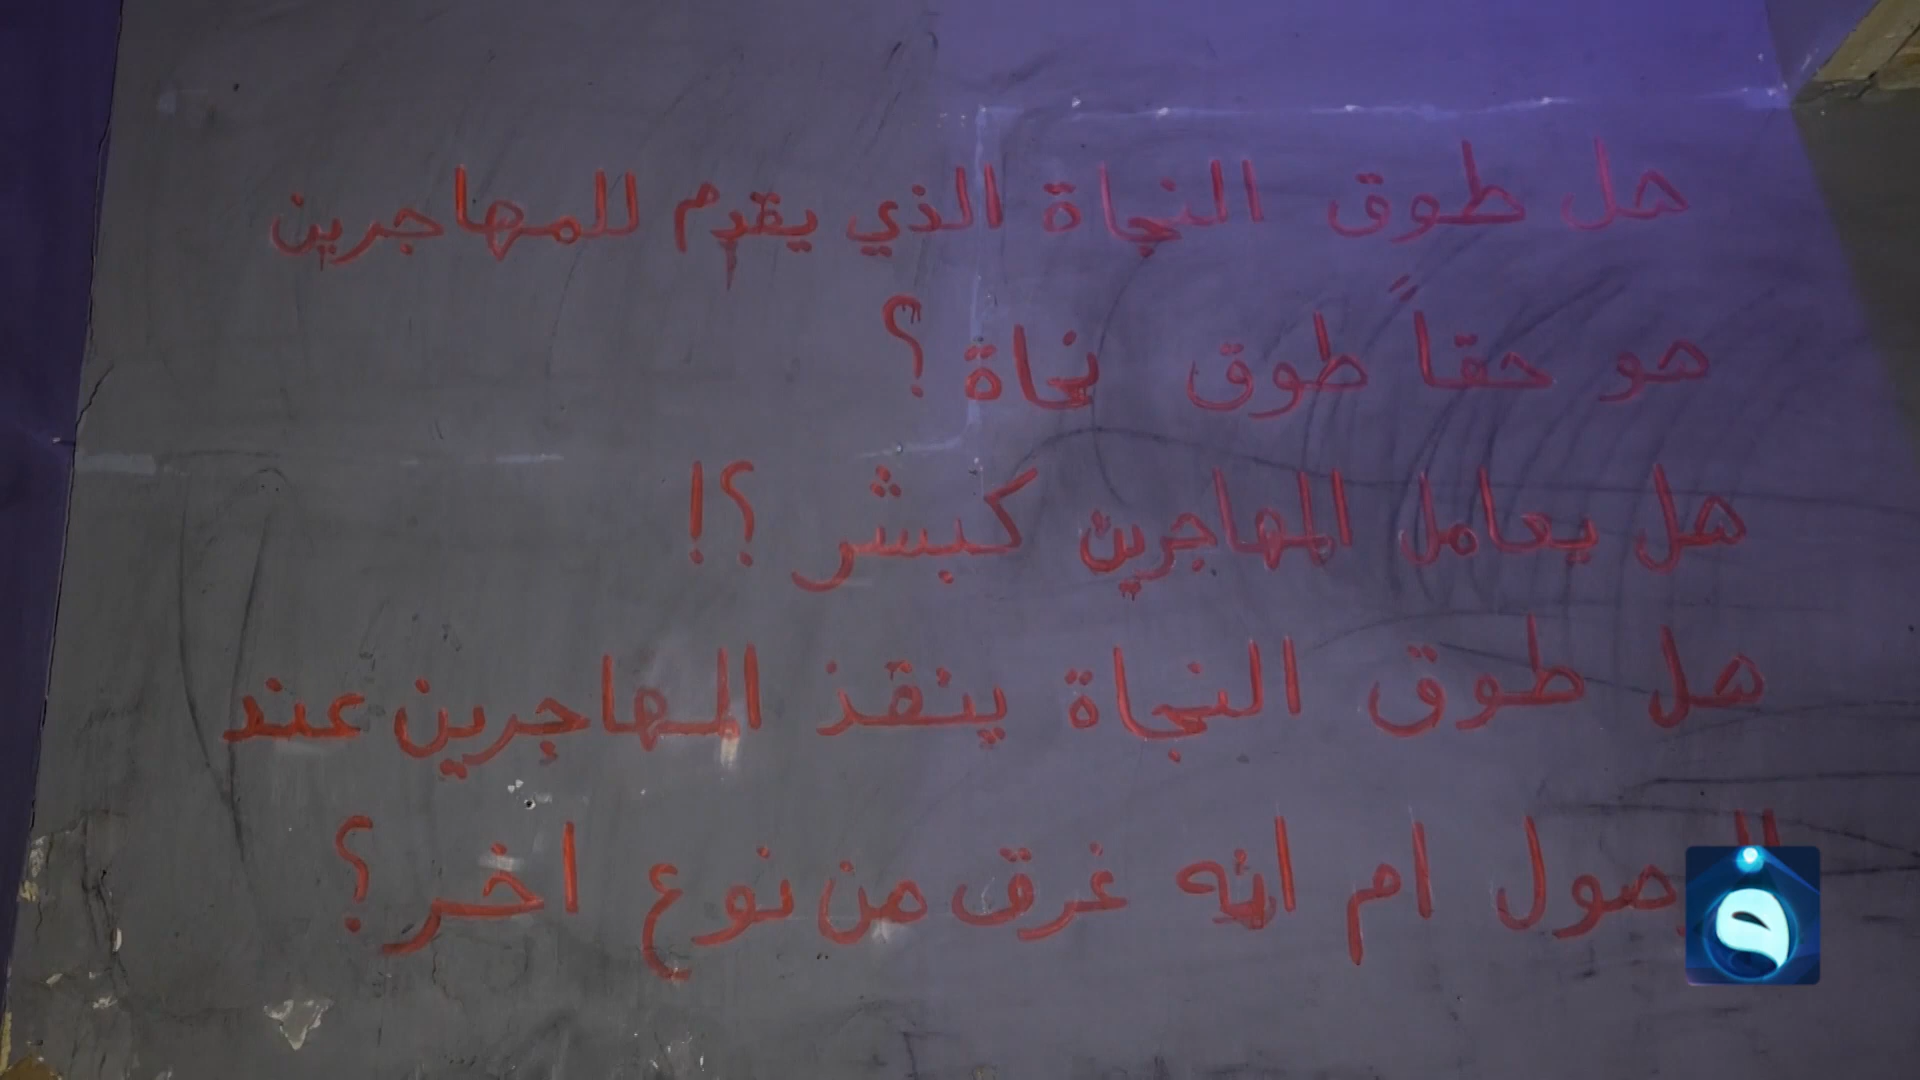 هل طوق النجاة الذي يقدم للمهاجرين
هو حقاً طوق نجاة ؟
هل يعامل المهاجرين كبشر ؟!
هل طوق النجاة ينقذ المهاجرين عند
ام انه غرق من نوع اخر ؟